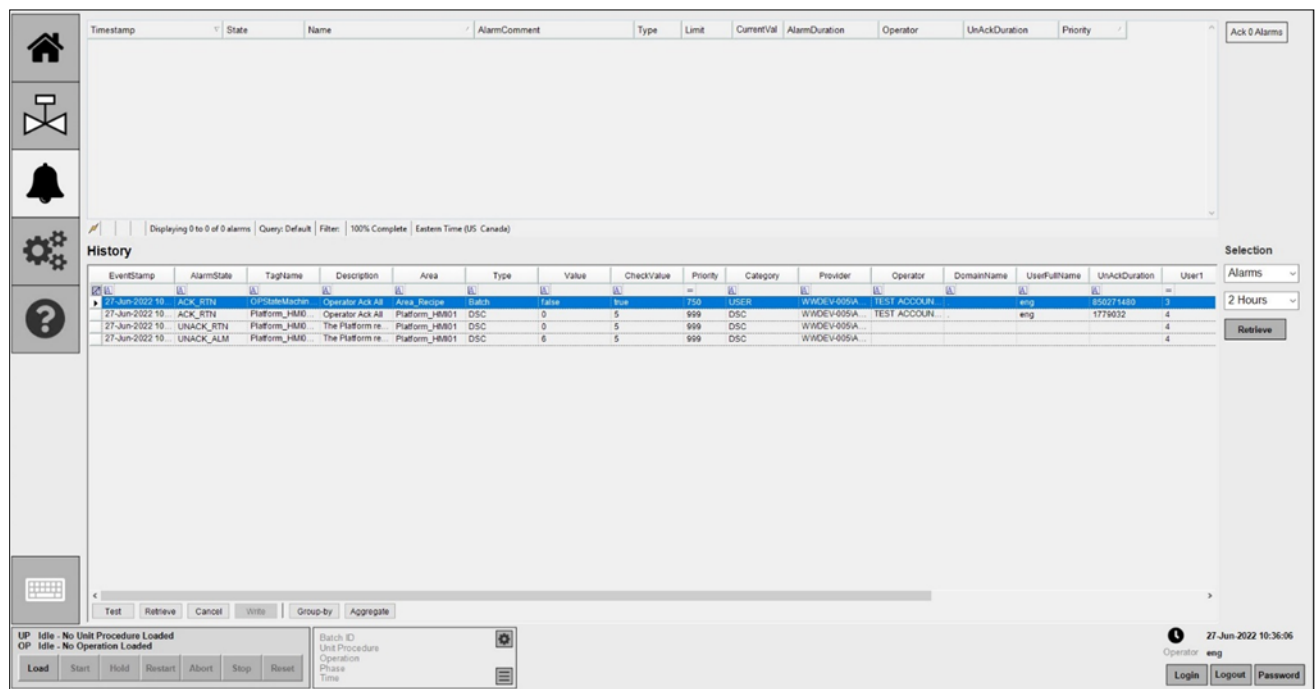 Timestamp State Name AlarmComment Type Limit CurrentVal AlarmDuration Operator UnAckDuration Priority
Ack 0 Alarms
Displaying 0 to 0 of 0 alarms Query: Default Filter: 100% Complete Eastern Time (US Canada)
History
Selection
EventStamp AlarmState TagName Description Area Type Value CheckValue Priority Category Provider Operator DomainName UserFullName UnAckDuration User1
Alarms
27-Jun-2022 10... ACK_RTN OPStateMachin... Operator Ack All Area_Recipe Batch false true 750 USER WWDEV-005\A... TEST ACCOUN... . eng 850271480 3
2 Hours
27-Jun-2022 10... ACK_RTN Platform_HMI0... Operator Ack All Platform_HMI01 DSC 0 5 999 DSC WWDEV-005\A... TEST ACCOUN... . eng 1779032 4
27-Jun-2022 10... UNACK_RTN Platform_HMI0... The Platform re... Platform_HMI01 DSC 0 5 999 DSC WWDEV-005\A... 4
Retrieve
27-Jun-2022 10... UNACK_ALM Platform_HMI0... The Platform re... Platform_HMI01 DSC 6 5 999 DSC WWDEV-005\A... 4
Test Retrieve Cancel Write Group-by Aggregate
UP Idle - No Unit Procedure Loaded
OP Idle - No Operation Loaded
Load Start Hold Restart Abort Stop Reset
Batch ID
Unit Procedure
Operation
Phase
Time
27-Jun-2022 10:36:06
Operator eng
Login Logout Password